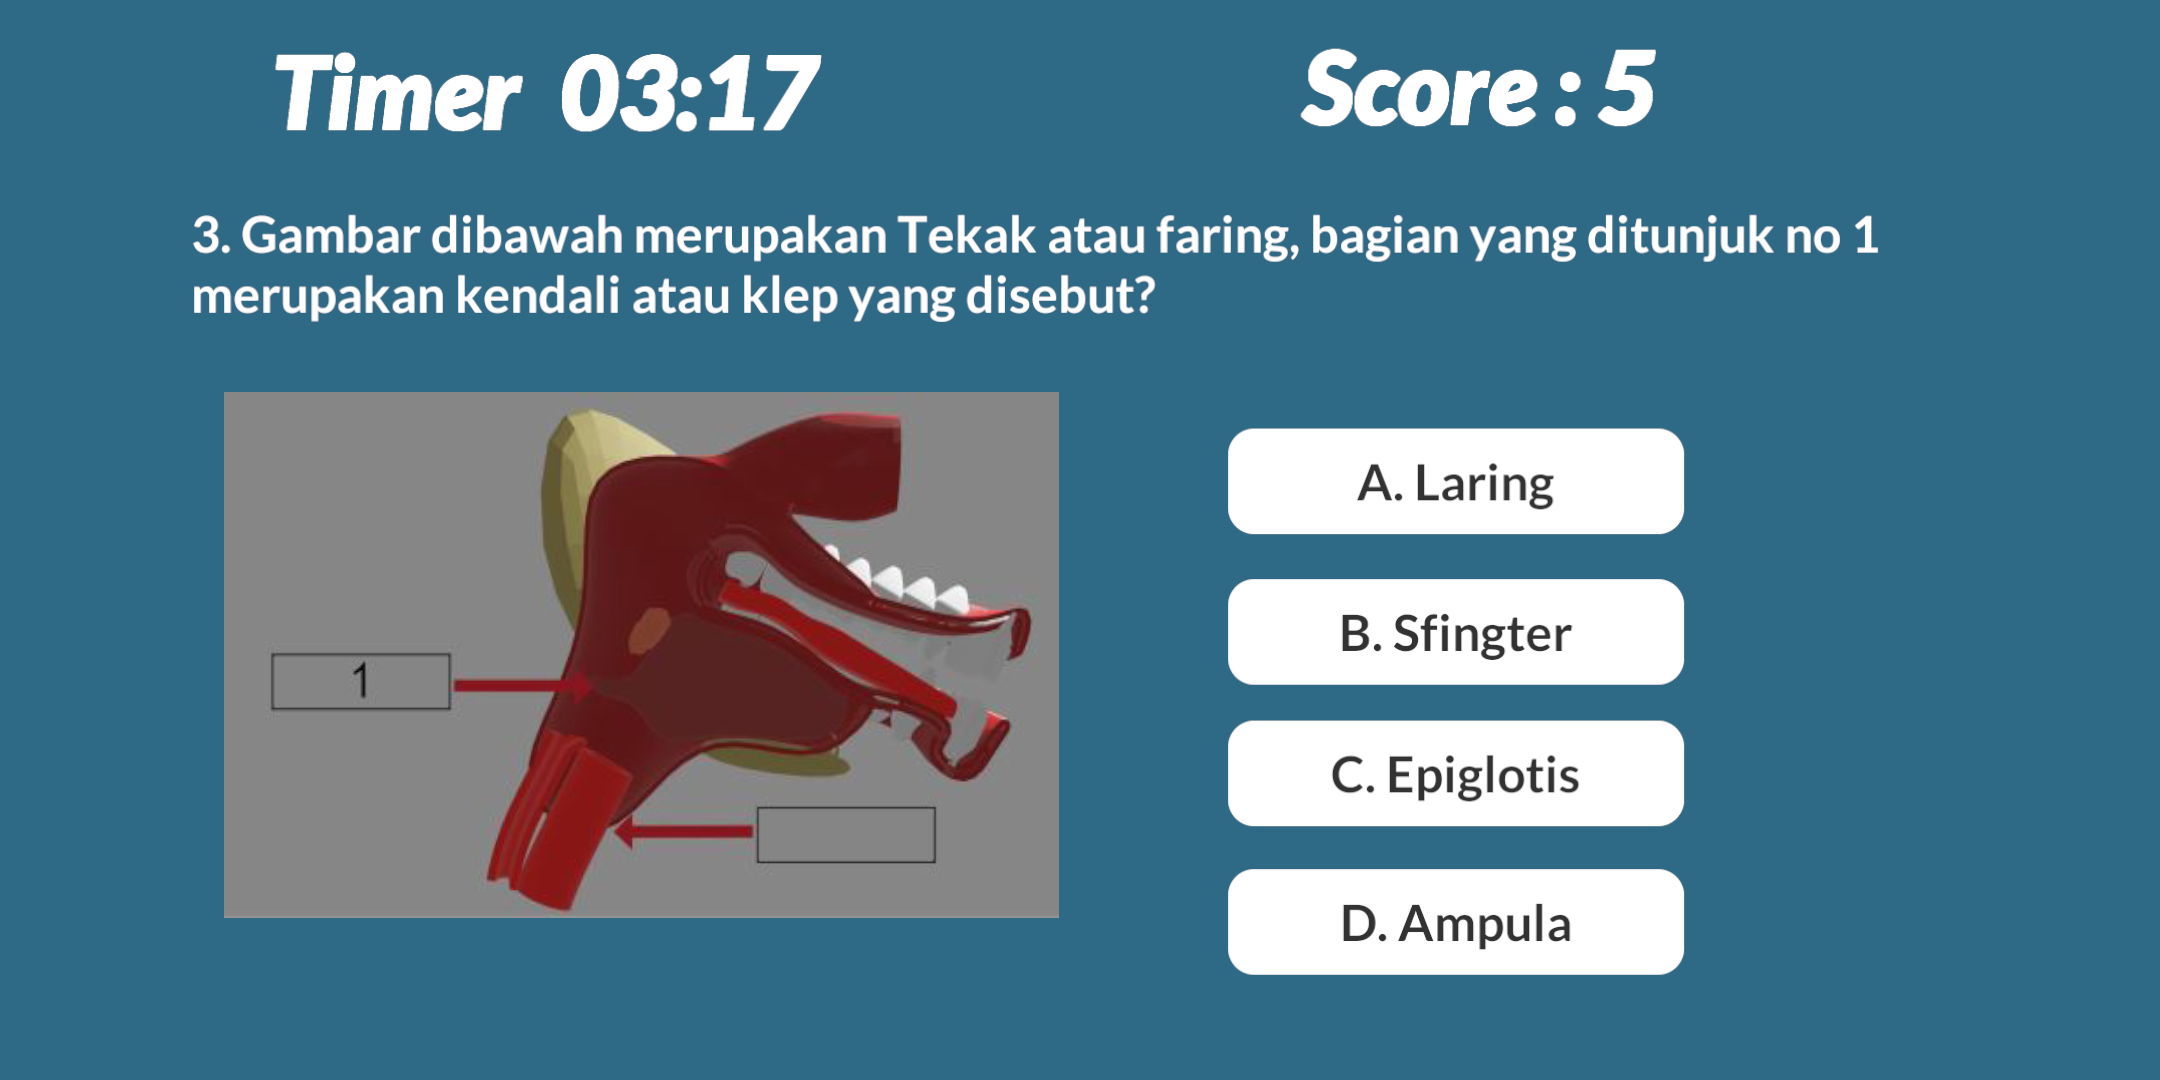 Timer 03:17
Score : 5
3. Gambar dibawah merupakan Tekak atau faring, bagian yang ditunjuk no 1
merupakan kendali atau klep yang disebut?
1
A. Laring
B. Sfingter
C. Epiglotis
D. Ampula